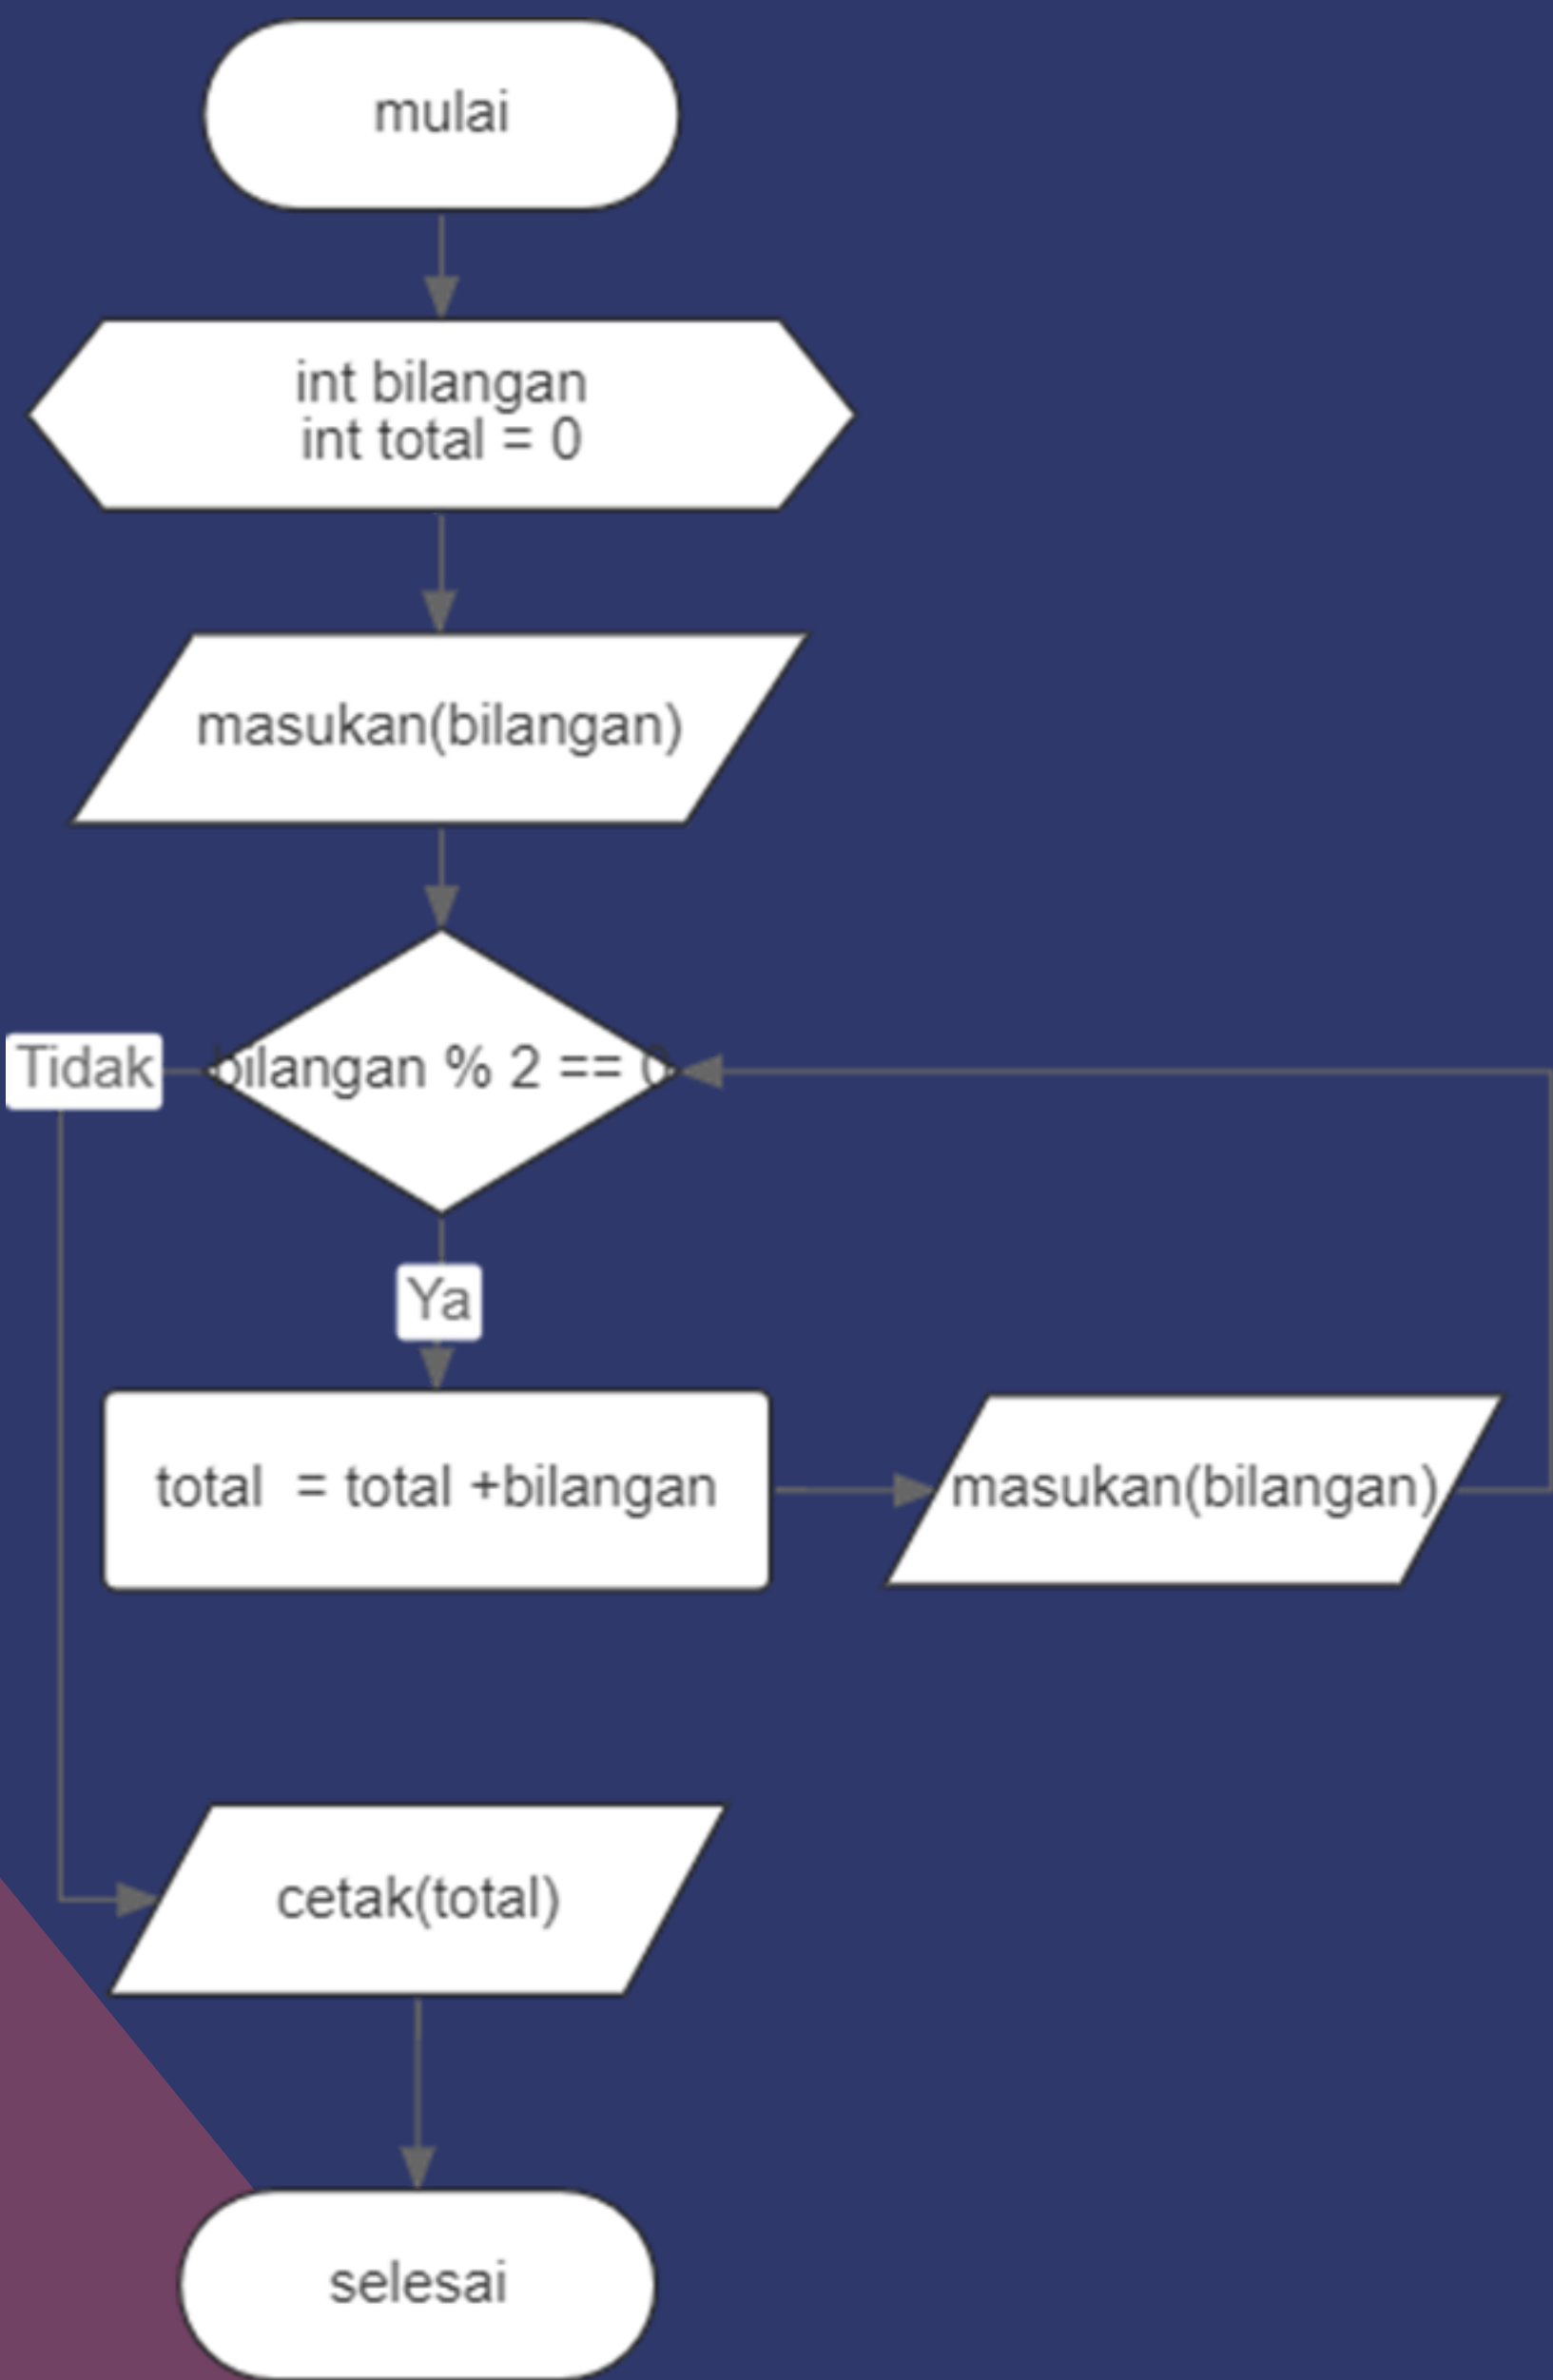 mulai
int bilangan
int total = 0
masukan(bilangan)
bilangan % 2 == 0
Tidak
Ya
total  = total +bilangan
masukan(bilangan)
cetak(total)
selesai